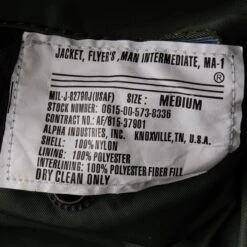 JACKET, FLYER'S, MAN INTERMEDIATE, MA-1
®
MIL-J-8279OJ(USAF) SIZE: MEDIUM
STOCK NUMBER: 0615-00-573-8336
CONTRACT NO.: AF/815-37901
ALPHA INDUSTRIES, INC. KNOXVILLE, TN, U.S.A.
SHELL: 100% NYLON
LINING: 100% POLYESTER
INTERLINING: 100% POLYESTER FIBER FILL
DRY CLEAN ONLY